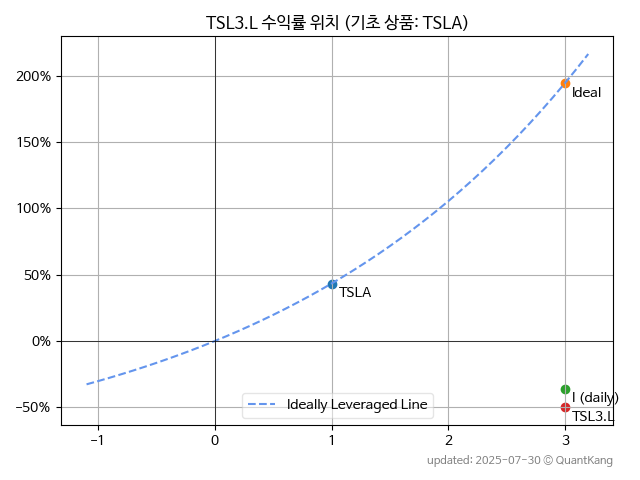 TSL3.L 수익률 위치 (기초 상품: TSLA)
200%
150%
100%
50%
0%
−50%
Ideal
TSLA
I (daily)
TSL3.L
Ideally Leveraged Line
−1
0
1
2
3
updated: 2025-07-30 © QuantKang